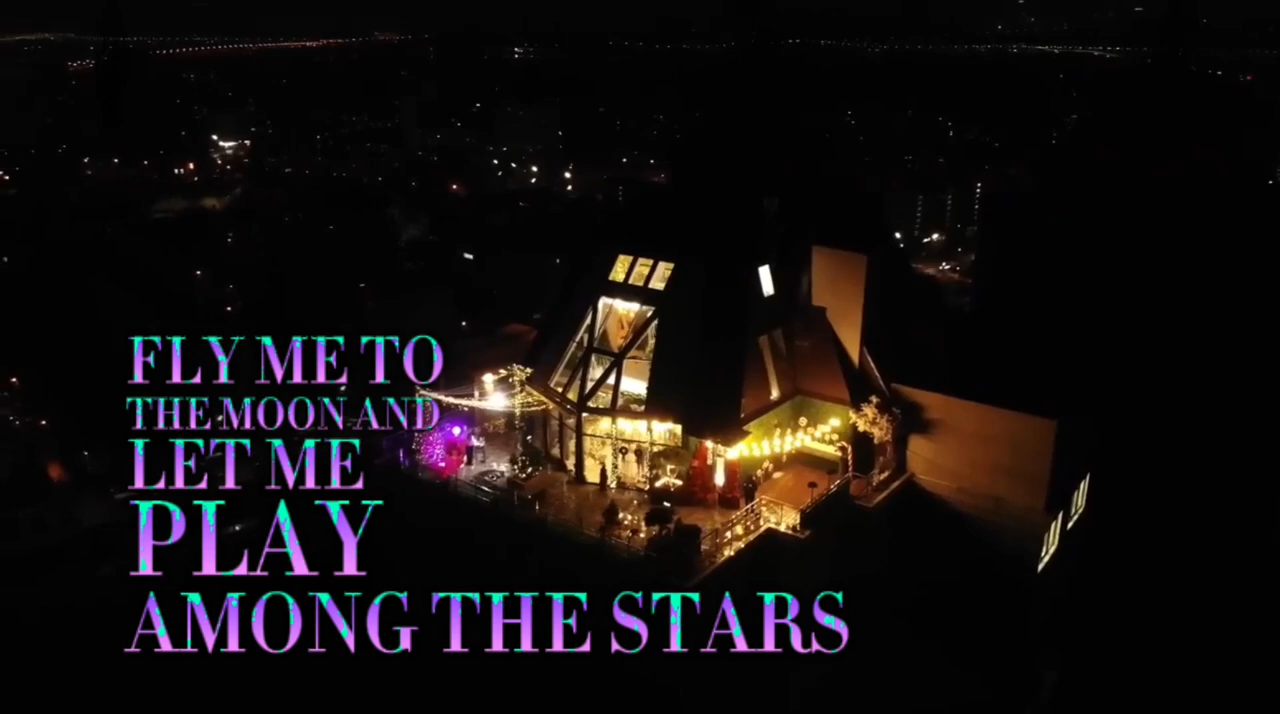 FLY ME TO
THE MOON AND
LET ME
PLAY
AMONG THE STARS